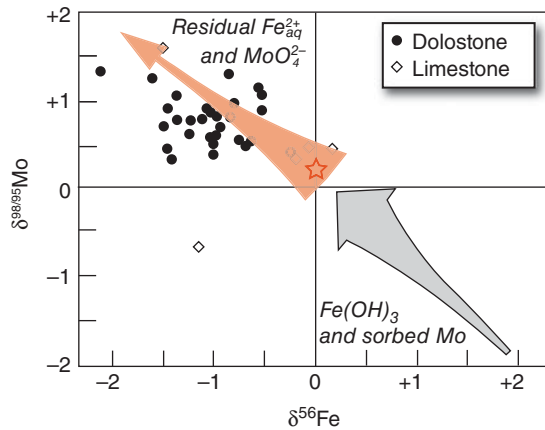 +2
Residual Fe²⁺aq
and MoO₄²⁻
Dolostone
Limestone
+1
0
δ⁹⁸/⁹⁵Mo
−1
Fe(OH)₃
and sorbed Mo
−2
−2 −1 0 +1 +2
δ⁵⁶Fe